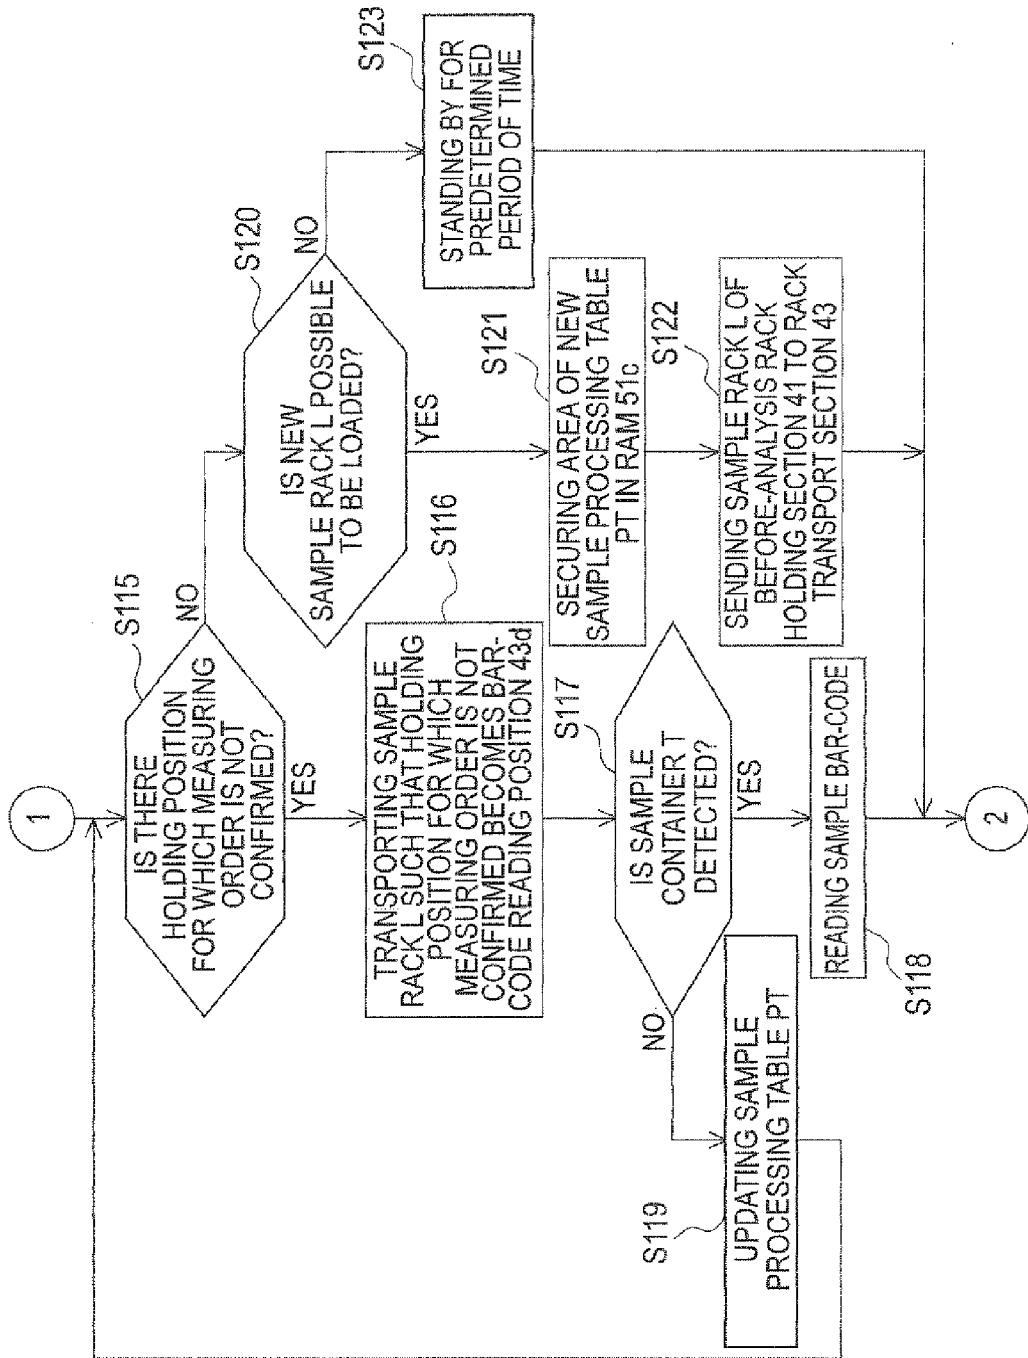 1
S115
IS THERE
HOLDING POSITION
FOR WHICH MEASURING
ORDER IS NOT
CONFIRMED?
NO
YES
S116
TRANSPORTING SAMPLE
RACK L SUCH THAT HOLDING
POSITION FOR WHICH
MEASURING ORDER IS NOT
CONFIRMED BECOMES BAR-
CODE READING POSITION 43d
S117
IS SAMPLE
CONTAINER T
DETECTED?
NO
YES
S119
UPDATING SAMPLE
PROCESSING TABLE PT
READING SAMPLE BAR-CODE
S118
S120
IS NEW
SAMPLE RACK L POSSIBLE
TO BE LOADED?
NO
YES
S121
SECURING AREA OF NEW
SAMPLE PROCESSING TABLE
PT IN RAM 51c
S122
SENDING SAMPLE RACK L OF
BEFORE-ANALYSIS RACK
HOLDING SECTION 41 TO RACK
TRANSPORT SECTION 43
S123
STANDING BY FOR
PREDETERMINED
PERIOD OF TIME
2